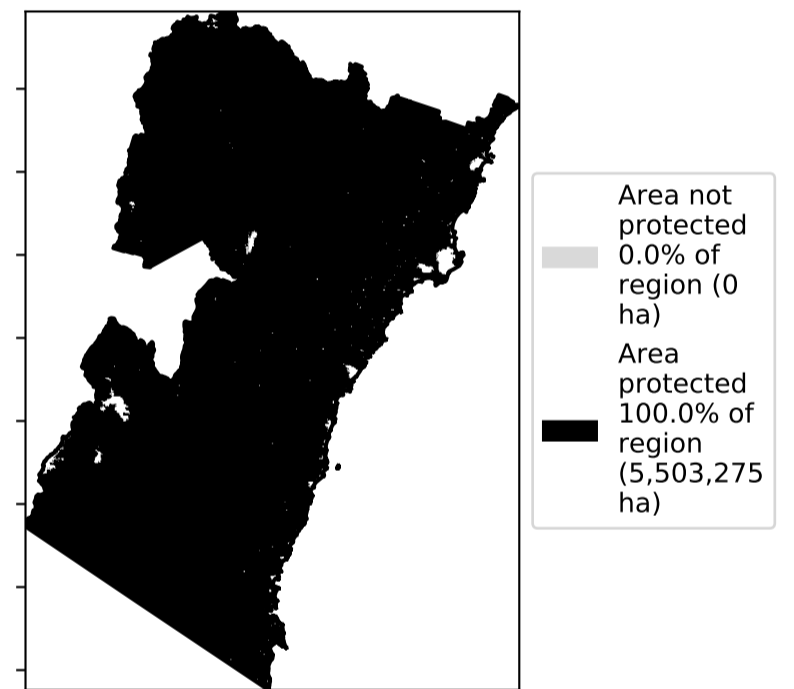 Area not
protected
0.0% of
region (0
ha)
Area
protected
100.0% of
region
(5,503,275
ha)